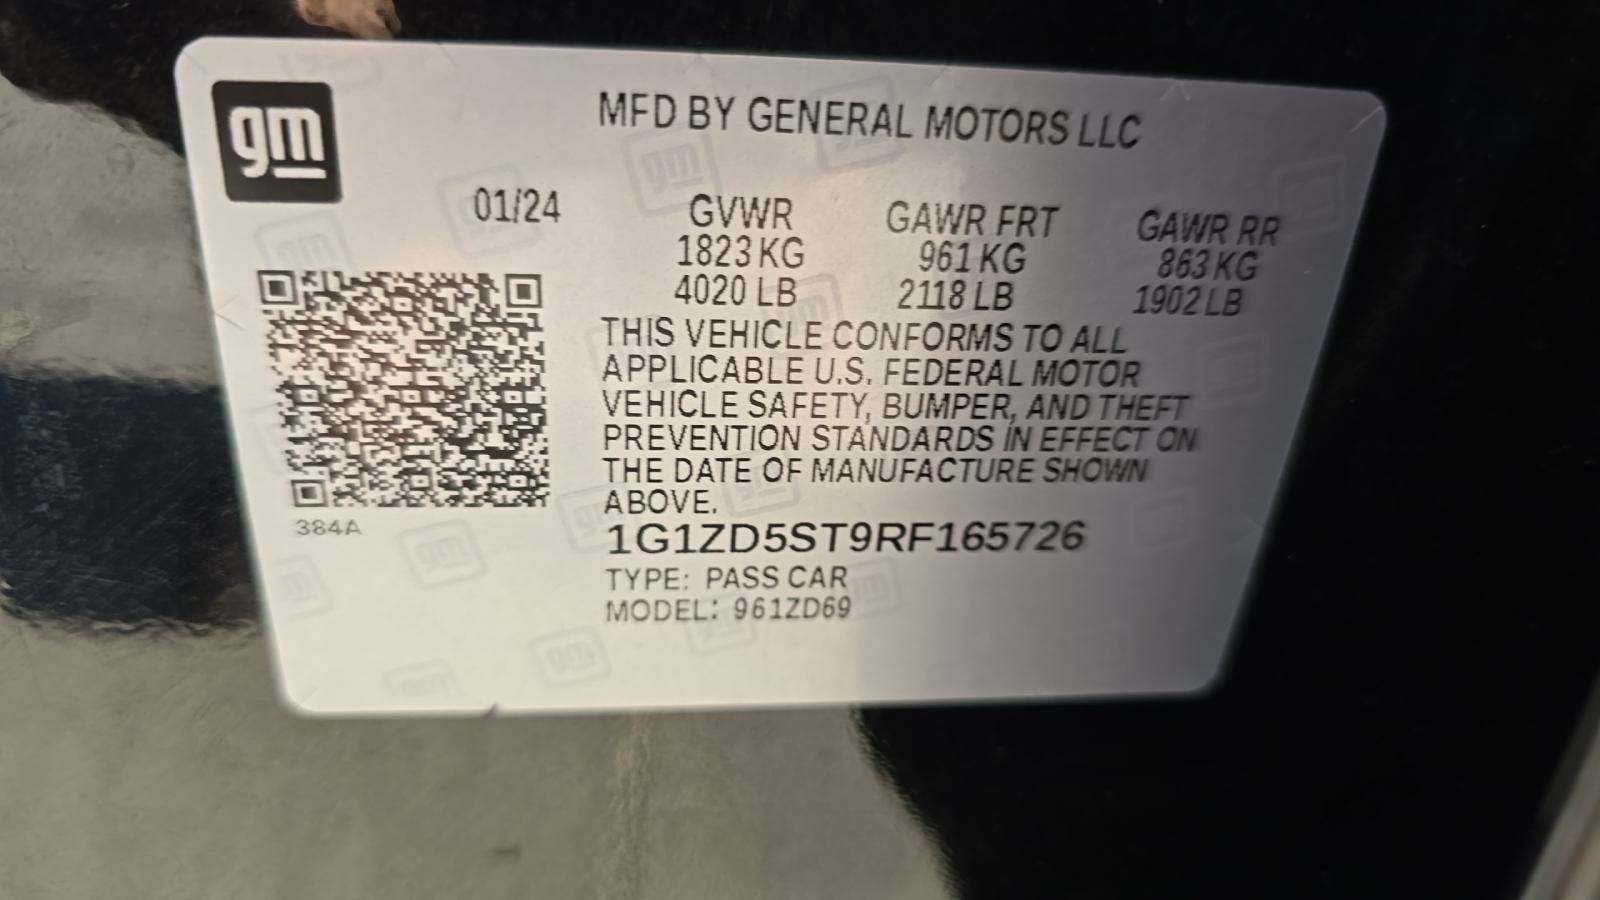 gm
MFD BY GENERAL MOTORS LLC
01/24
GVWR GAWR FRT GAWR RR
1823 KG 961 KG 863 KG
4020 LB 2118 LB 1902 LB
THIS VEHICLE CONFORMS TO ALL
APPLICABLE U.S. FEDERAL MOTOR
VEHICLE SAFETY, BUMPER, AND THEFT
PREVENTION STANDARDS IN EFFECT ON
THE DATE OF MANUFACTURE SHOWN
ABOVE.
384A
1G1ZD5ST9RF165726
TYPE: PASS CAR
MODEL: 961ZD69